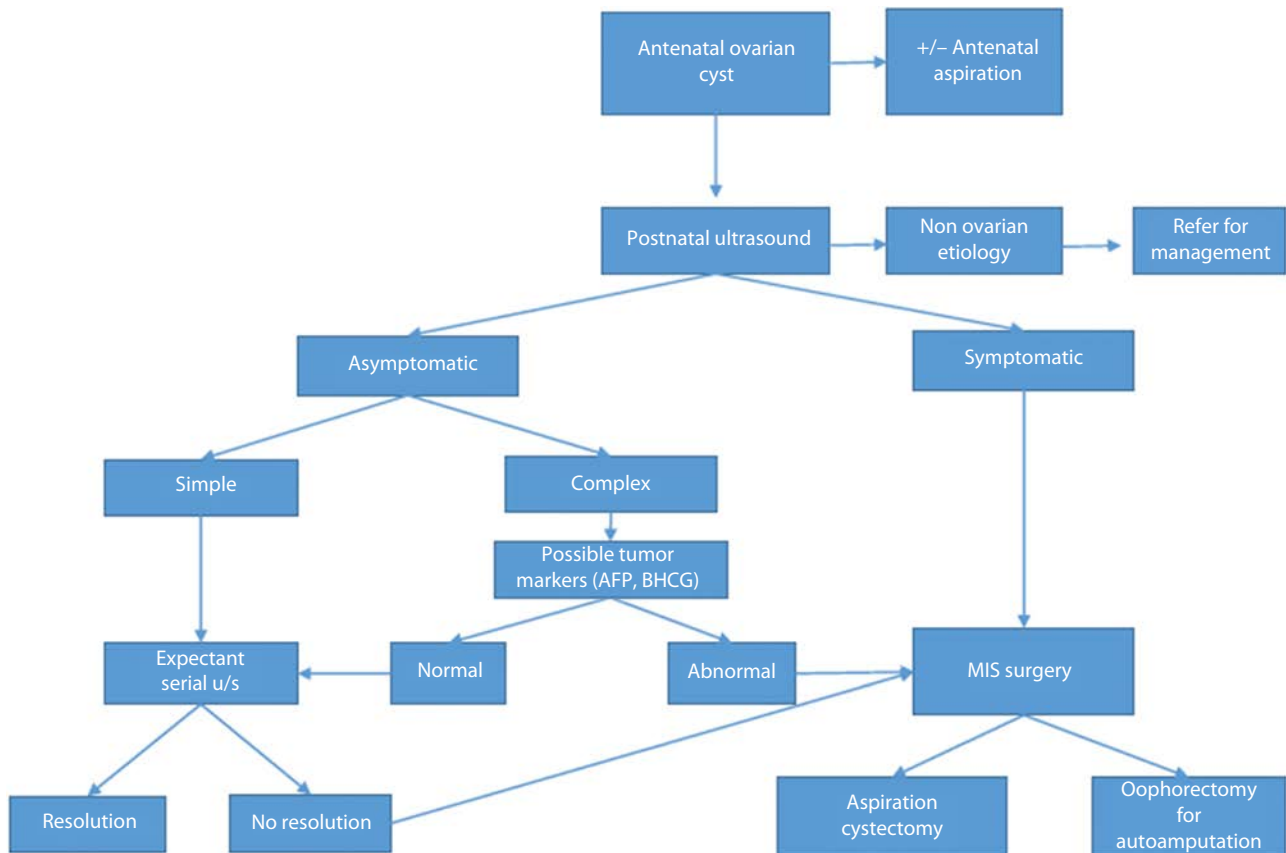 Antenatal ovarian
cyst
+/– Antenatal
aspiration
Postnatal ultrasound
Non ovarian
etiology
Refer for
management
Asymptomatic
Symptomatic
Simple
Complex
Possible tumor
markers (AFP, BHCG)
Expectant
serial u/s
Normal
Abnormal
MIS surgery
Resolution
No resolution
Aspiration
cystectomy
Oophorectomy
for
autoamputation